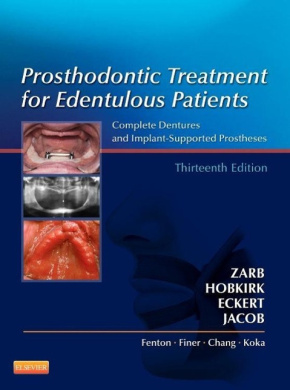 Prosthodontic Treatment
for Edentulous Patients
Complete Dentures
and Implant-Supported Prostheses
Thirteenth Edition
ZARB
HOBKIRK
ECKERT
JACOB
Fenton · Finer · Chang · Koka
ELSEVIER